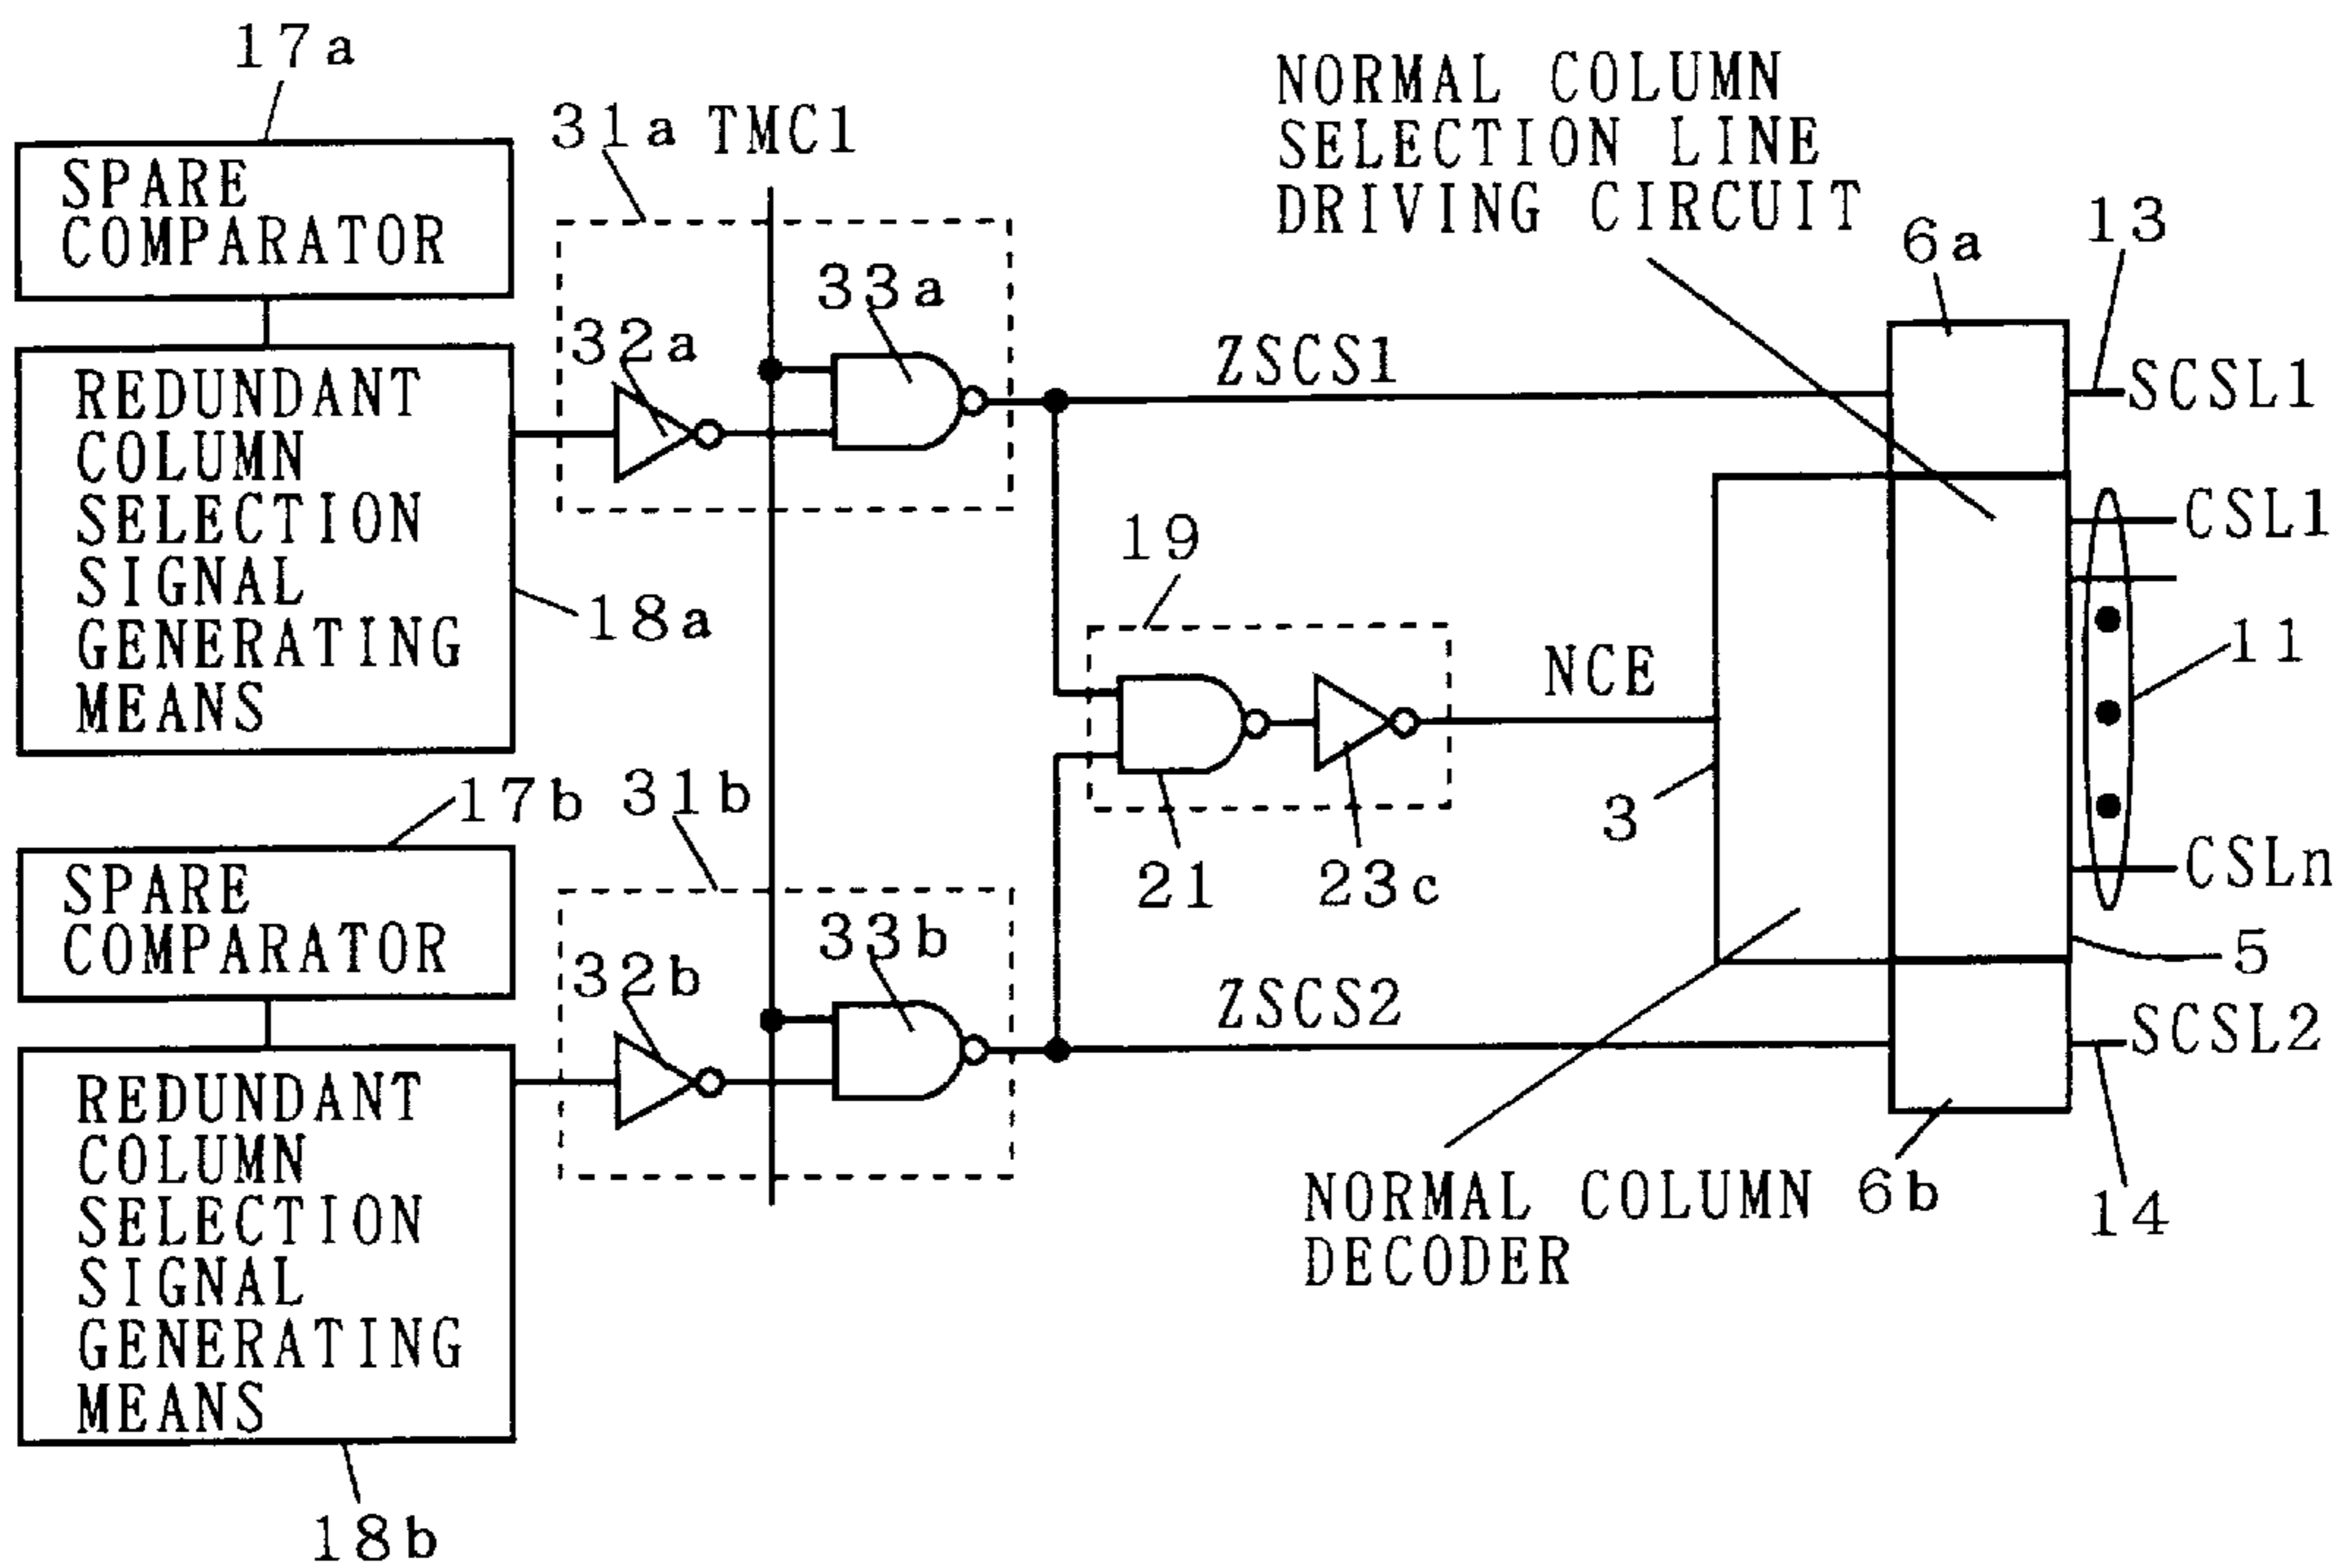 17a
SPARE
COMPARATOR
REDUNDANT
COLUMN
SELECTION
SIGNAL
GENERATING
MEANS
18a
31a
TMC1
32a
33a
ZSCS1
NORMAL COLUMN
SELECTION LINE
DRIVING CIRCUIT
6a
13
SCSL1
CSL1
11
CSLn
5
SCSL2
14
19
NCE
21
23c
3
17b
SPARE
COMPARATOR
REDUNDANT
COLUMN
SELECTION
SIGNAL
GENERATING
MEANS
18b
31b
32b
33b
ZSCS2
NORMAL COLUMN
DECODER
6b